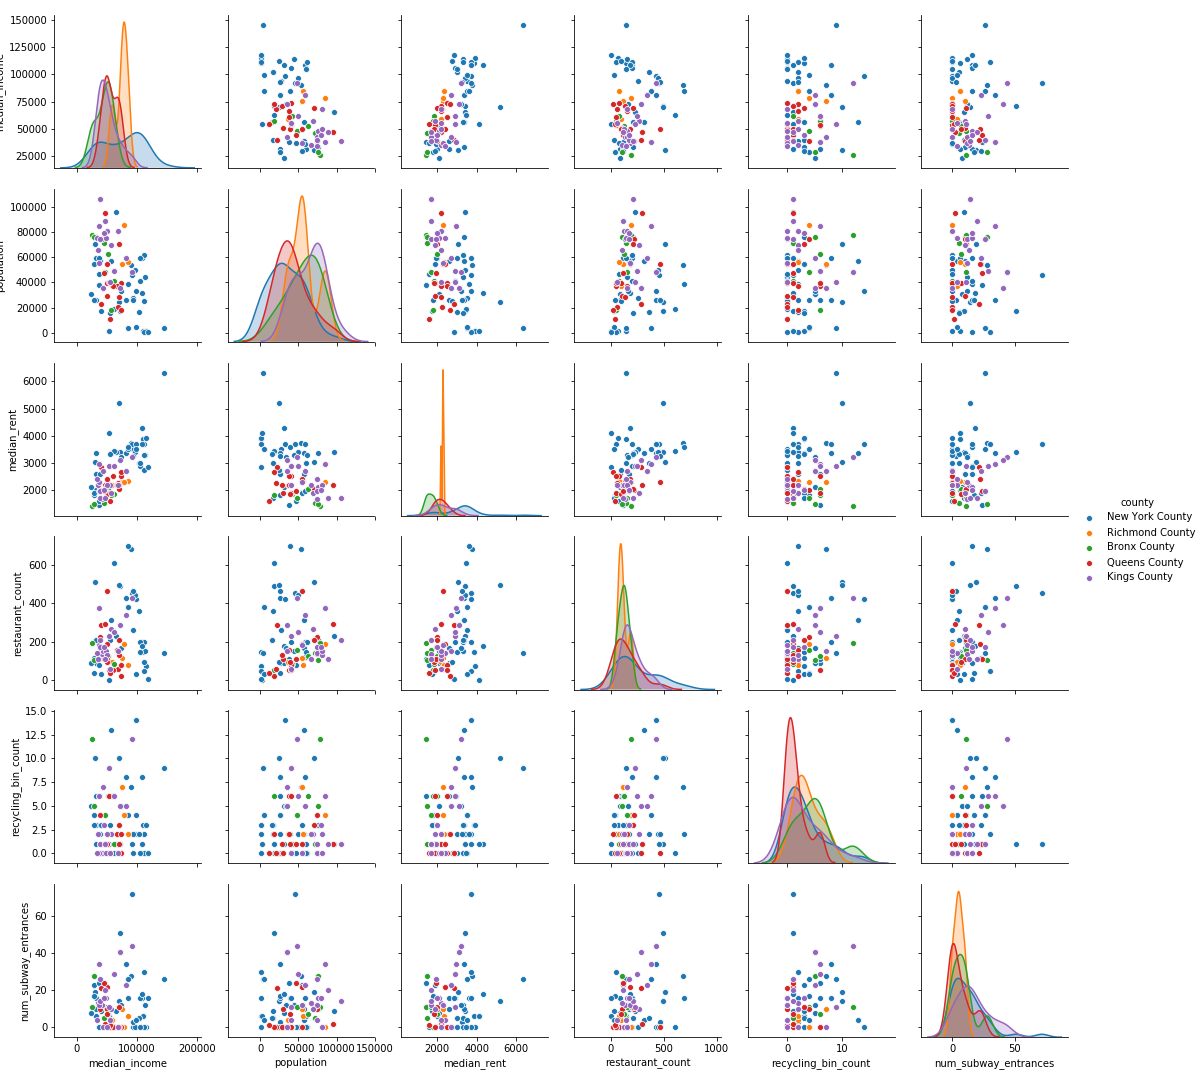 150000
125000
100000
75000
50000
25000
median_income
100000
80000
60000
40000
20000
0
population
6000
5000
4000
3000
2000
median_rent
county
New York County
Richmond County
Bronx County
Queens County
Kings County
600
400
200
0
restaurant_count
15.0
12.5
10.0
7.5
5.0
2.5
0.0
recycling_bin_count
60
40
20
0
num_subway_entrances
0 100000 200000
0 50000 100000 150000
2000 4000 6000
0 500 1000
0 10
0 50
median_income population median_rent restaurant_count recycling_bin_count num_subway_entrances